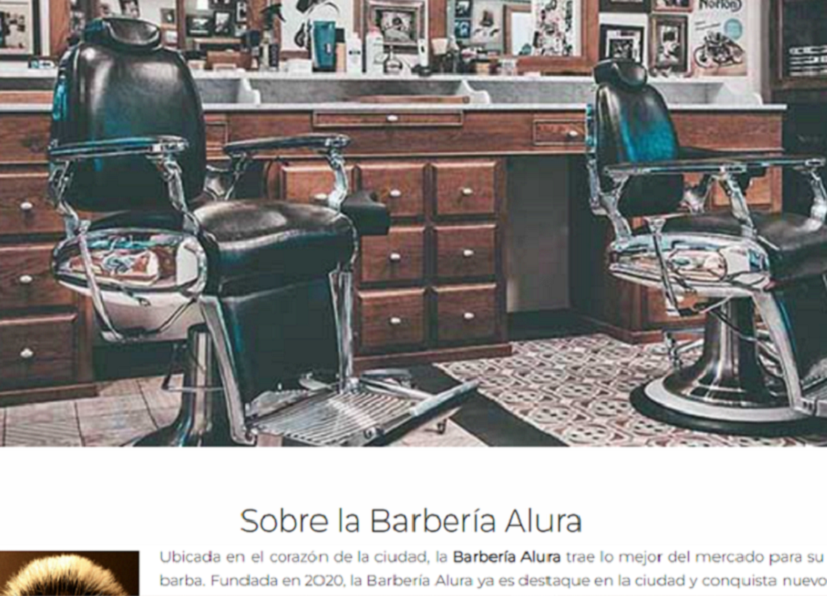 Norton
Sobre la Barbería Alura
Ubicada en el corazón de la ciudad, la Barbería Alura trae lo mejor del mercado para su
barba. Fundada en 2020, la Barbería Alura ya es destaque en la ciudad y conquista nuevo